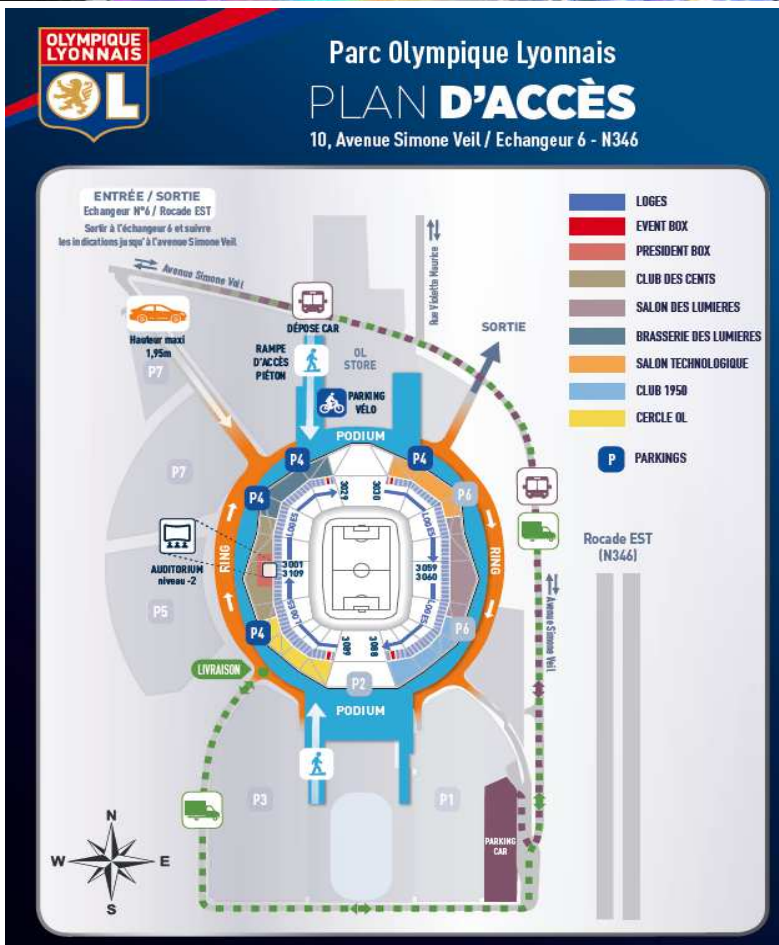 OLYMPIQUE
LYONNAIS
OL
Parc Olympique Lyonnais
PLAN D'ACCÈS
10, Avenue Simone Veil / Echangeur 6 - N346
ENTRÉE / SORTIE
Echangeur N°6 / Rocade EST
Sortir à l'échangeur 6 et suivre
les indications jusqu'à l'avenue Simone Veil
Avenue Simone Veil
Rue Violette Maurice
LOGES
EVENT BOX
PRESIDENT BOX
CLUB DES CENTS
SALON DES LUMIERES
BRASSERIE DES LUMIERES
SALON TECHNOLOGIQUE
CLUB 1950
CERCLE OL
P PARKINGS
Hauteur maxi
1,95m
DÉPOSE CAR
RAMPE
D'ACCÈS
PIÉTON
OL
STORE
SORTIE
P7
PARKING
VÉLO
PODIUM
P7
P4
P4
P4
P4
P6
3029
3030
LOGES
LOGES
RING
RING
AUDITORIUM
niveau -2
3001
3109
3059
3060
Rocade EST
(N346)
P5
LOGES
LOGES
P4
P6
3089
3088
Avenue Simone Veil
LIVRAISON
P2
PODIUM
P3
P1
PARKING
CAR
N
W
E
S